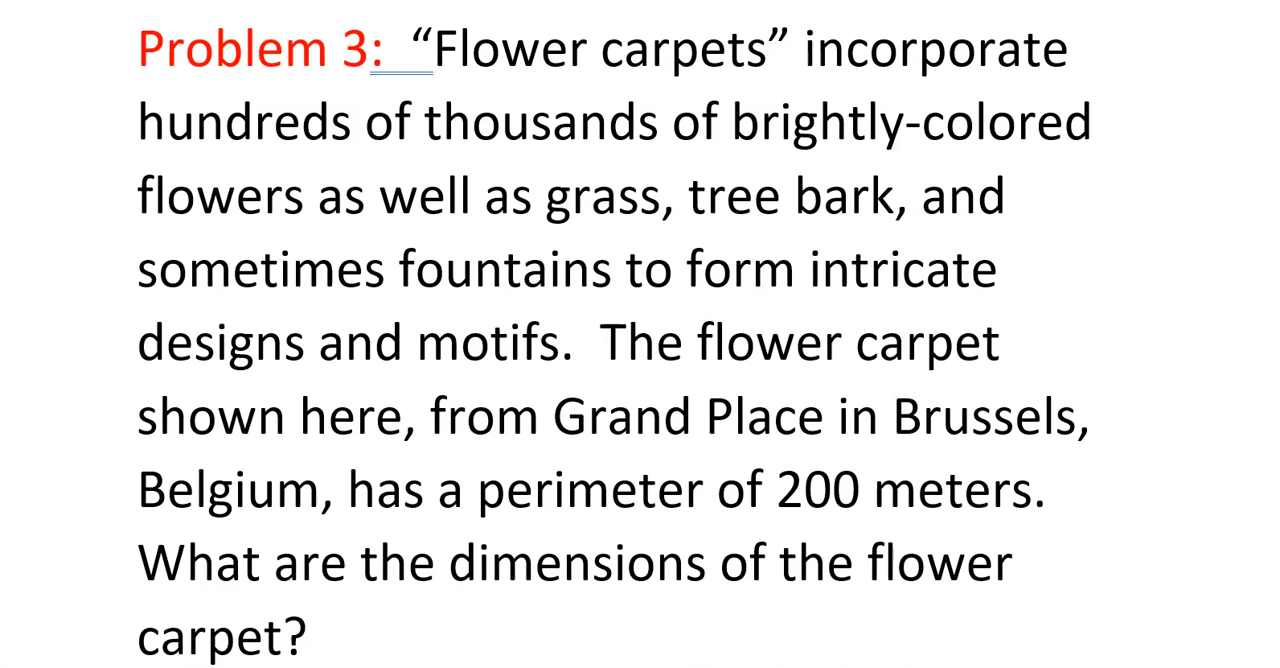 Problem 3:  “Flower carpets” incorporate
hundreds of thousands of brightly-colored
flowers as well as grass, tree bark, and
sometimes fountains to form intricate
designs and motifs.  The flower carpet
shown here, from Grand Place in Brussels,
Belgium, has a perimeter of 200 meters.
What are the dimensions of the flower
carpet?